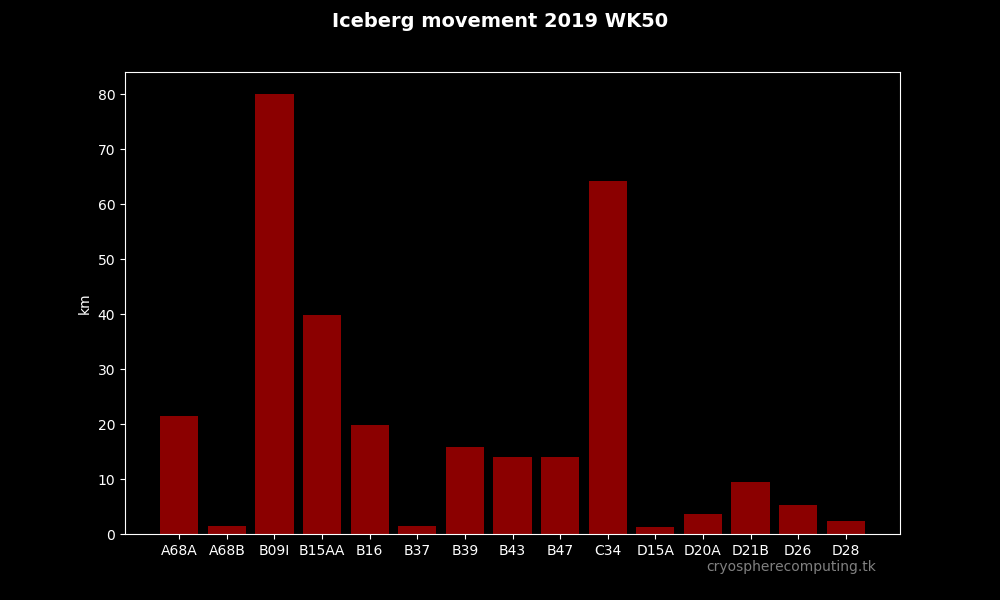 Iceberg movement 2019 WK50
80
70
60
50
40
30
20
10
0
km
A68A A68B B09I B15AA B16 B37 B39 B43 B47 C34 D15A D20A D21B D26 D28
cryospherecomputing.tk